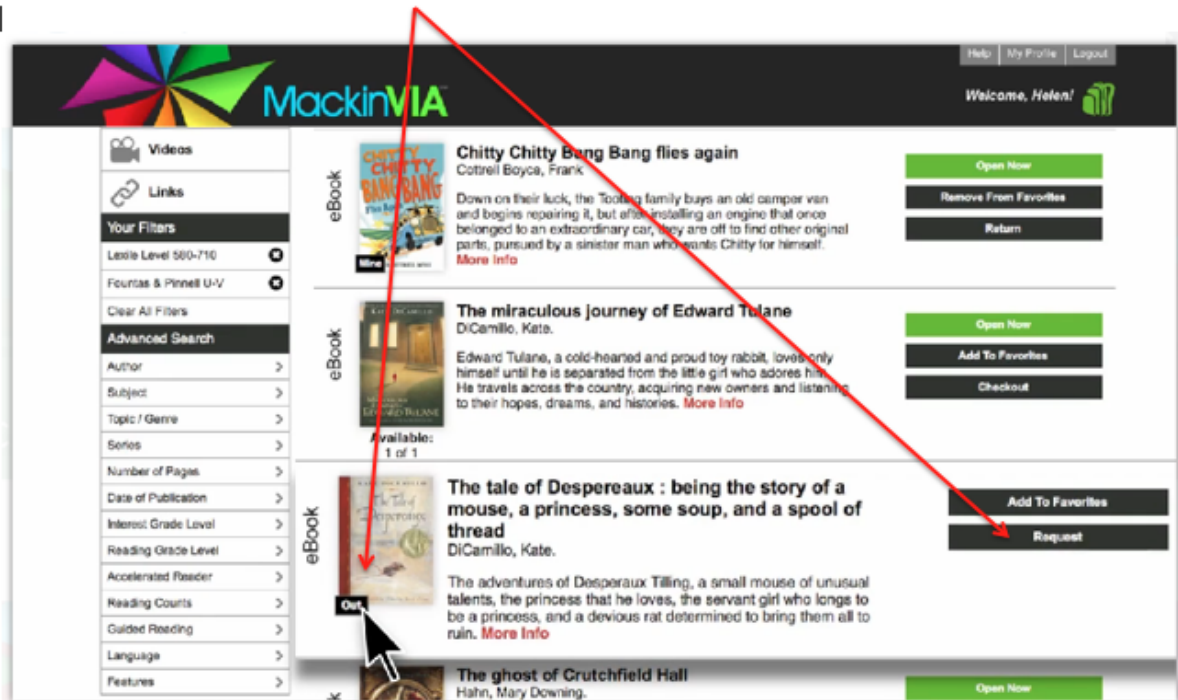 Help My Profile Logout
MackinVIA
Welcome, Helen!
Videos
Links
Your Filters
Lexile Level 580-710
Fountas & Pinnell U-V
Clear All Filters
Advanced Search
Author
Subject
Topic / Genre
Series
Number of Pages
Date of Publication
Interest Grade Level
Reading Grade Level
Accelerated Reader
Reading Counts
Guided Reading
Language
Features
eBook
CHITTY CHITTY BANG BANG
Mine
Chitty Chitty Bang Bang flies again
Cottrell Boyce, Frank
Down on their luck, the Tooting family buys an old camper van
and begins repairing it, but after installing an engine that once
belonged to an extraordinary car, they are off to find other original
parts, pursued by a sinister man who wants Chitty for himself.
More Info
Open Now
Remove From Favorites
Return
eBook
KATE DICAMILLO
EDWARD TULANE
Available:
1 of 1
The miraculous journey of Edward Tulane
DiCamillo, Kate.
Edward Tulane, a cold-hearted and proud toy rabbit, loves only
himself until he is separated from the little girl who adores him.
He travels across the country, acquiring new owners and listening
to their hopes, dreams, and histories. More Info
Open Now
Add To Favorites
Checkout
eBook
The Tale of
Despereaux
Out
The tale of Despereaux : being the story of a
mouse, a princess, some soup, and a spool of
thread
DiCamillo, Kate.
The adventures of Desperaux Tilling, a small mouse of unusual
talents, the princess that he loves, the servant girl who longs to
be a princess, and a devious rat determined to bring them all to
ruin. More Info
Add To Favorites
Request
The ghost of Crutchfield Hall
Hahn, Mary Downing.
Open Now